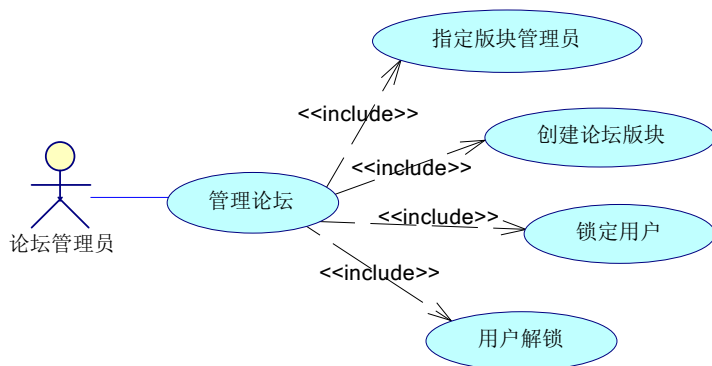 指定版块管理员
<<include>>
创建论坛版块
<<include>>
管理论坛
<<include>>
锁定用户
论坛管理员
<<include>>
用户解锁